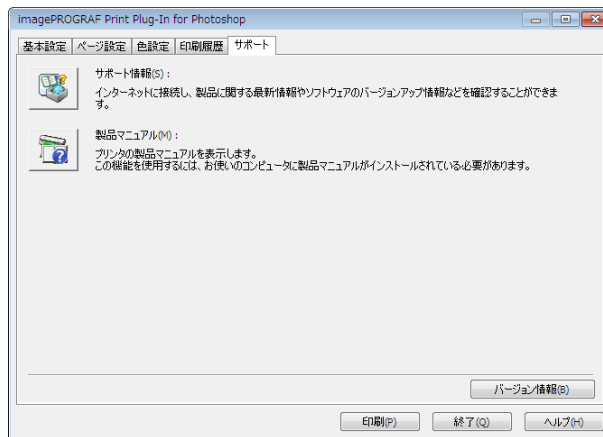 imagePROGRAF Print Plug-In for Photoshop
基本設定 ページ設定 色設定 印刷履歴 サポート
サポート情報(S)：
インターネットに接続し、製品に関する最新情報やソフトウェアのバージョンアップ情報などを確認することができま
す。
製品マニュアル(M)：
プリンタの製品マニュアルを表示します。
この機能を使用するには、お使いのコンピュータに製品マニュアルがインストールされている必要があります。
バージョン情報(B)
印刷(P) 終了(Q) ヘルプ(H)